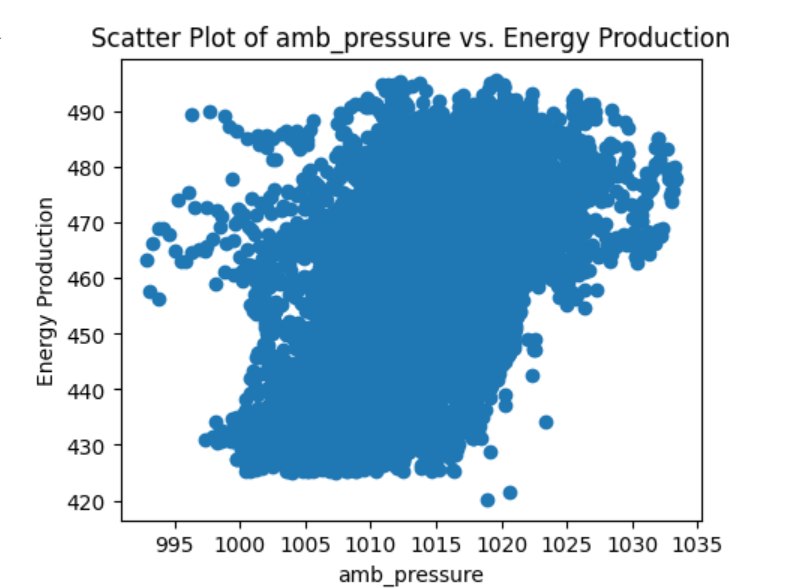 Scatter Plot of amb_pressure vs. Energy Production
Energy Production
490
480
470
460
450
440
430
420
995 1000 1005 1010 1015 1020 1025 1030 1035
amb_pressure